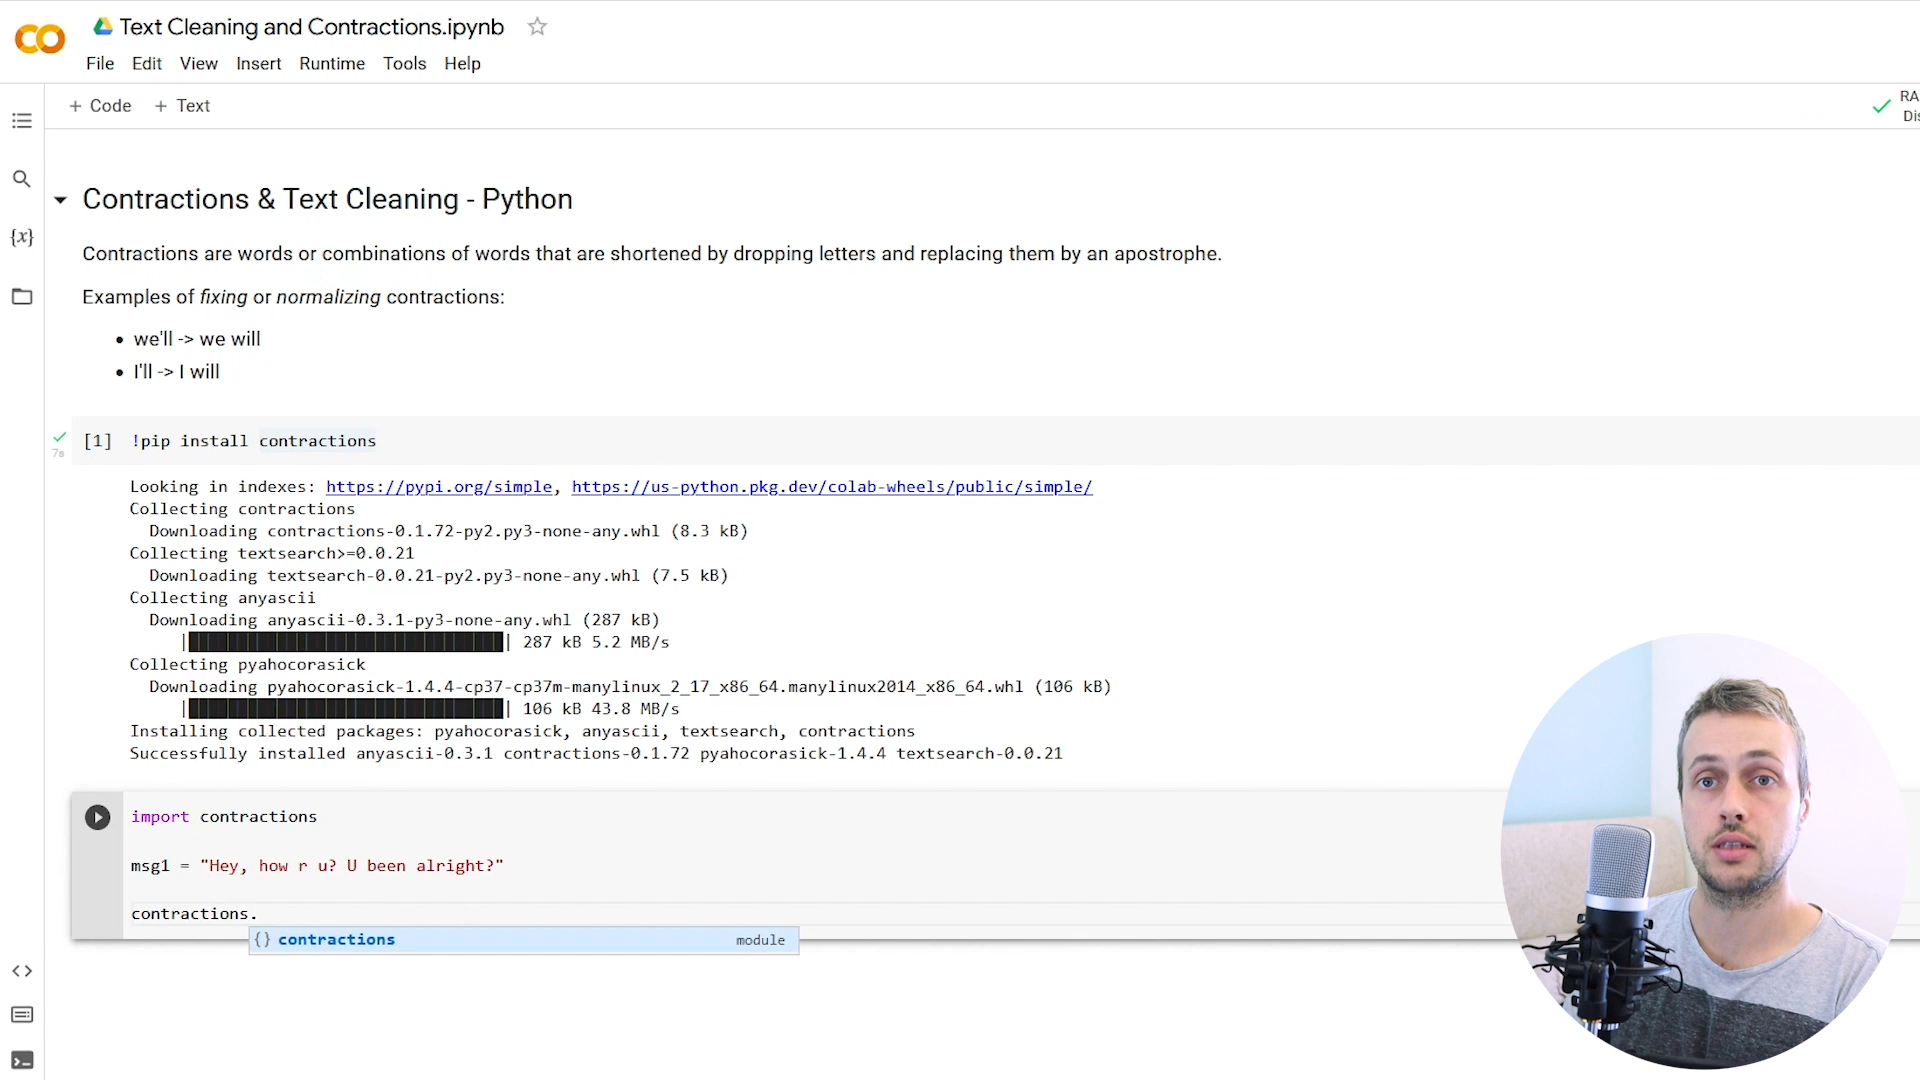 Text Cleaning and Contractions.ipynb
File Edit View Insert Runtime Tools Help
+ Code + Text
RA
Dis
{x}
Contractions & Text Cleaning - Python
Contractions are words or combinations of words that are shortened by dropping letters and replacing them by an apostrophe.
Examples of fixing or normalizing contractions:
• we'll -> we will
• I'll -> I will
[1] !pip install contractions
7s
Looking in indexes: https://pypi.org/simple, https://us-python.pkg.dev/colab-wheels/public/simple/
Collecting contractions
Downloading contractions-0.1.72-py2.py3-none-any.whl (8.3 kB)
Collecting textsearch>=0.0.21
Downloading textsearch-0.0.21-py2.py3-none-any.whl (7.5 kB)
Collecting anyascii
Downloading anyascii-0.3.1-py3-none-any.whl (287 kB)
|████████████████████████████████| 287 kB 5.2 MB/s
Collecting pyahocorasick
Downloading pyahocorasick-1.4.4-cp37-cp37m-manylinux_2_17_x86_64.manylinux2014_x86_64.whl (106 kB)
|████████████████████████████████| 106 kB 43.8 MB/s
Installing collected packages: pyahocorasick, anyascii, textsearch, contractions
Successfully installed anyascii-0.3.1 contractions-0.1.72 pyahocorasick-1.4.4 textsearch-0.0.21
import contractions
msg1 = "Hey, how r u? U been alright?"
contractions.
{} contractions module